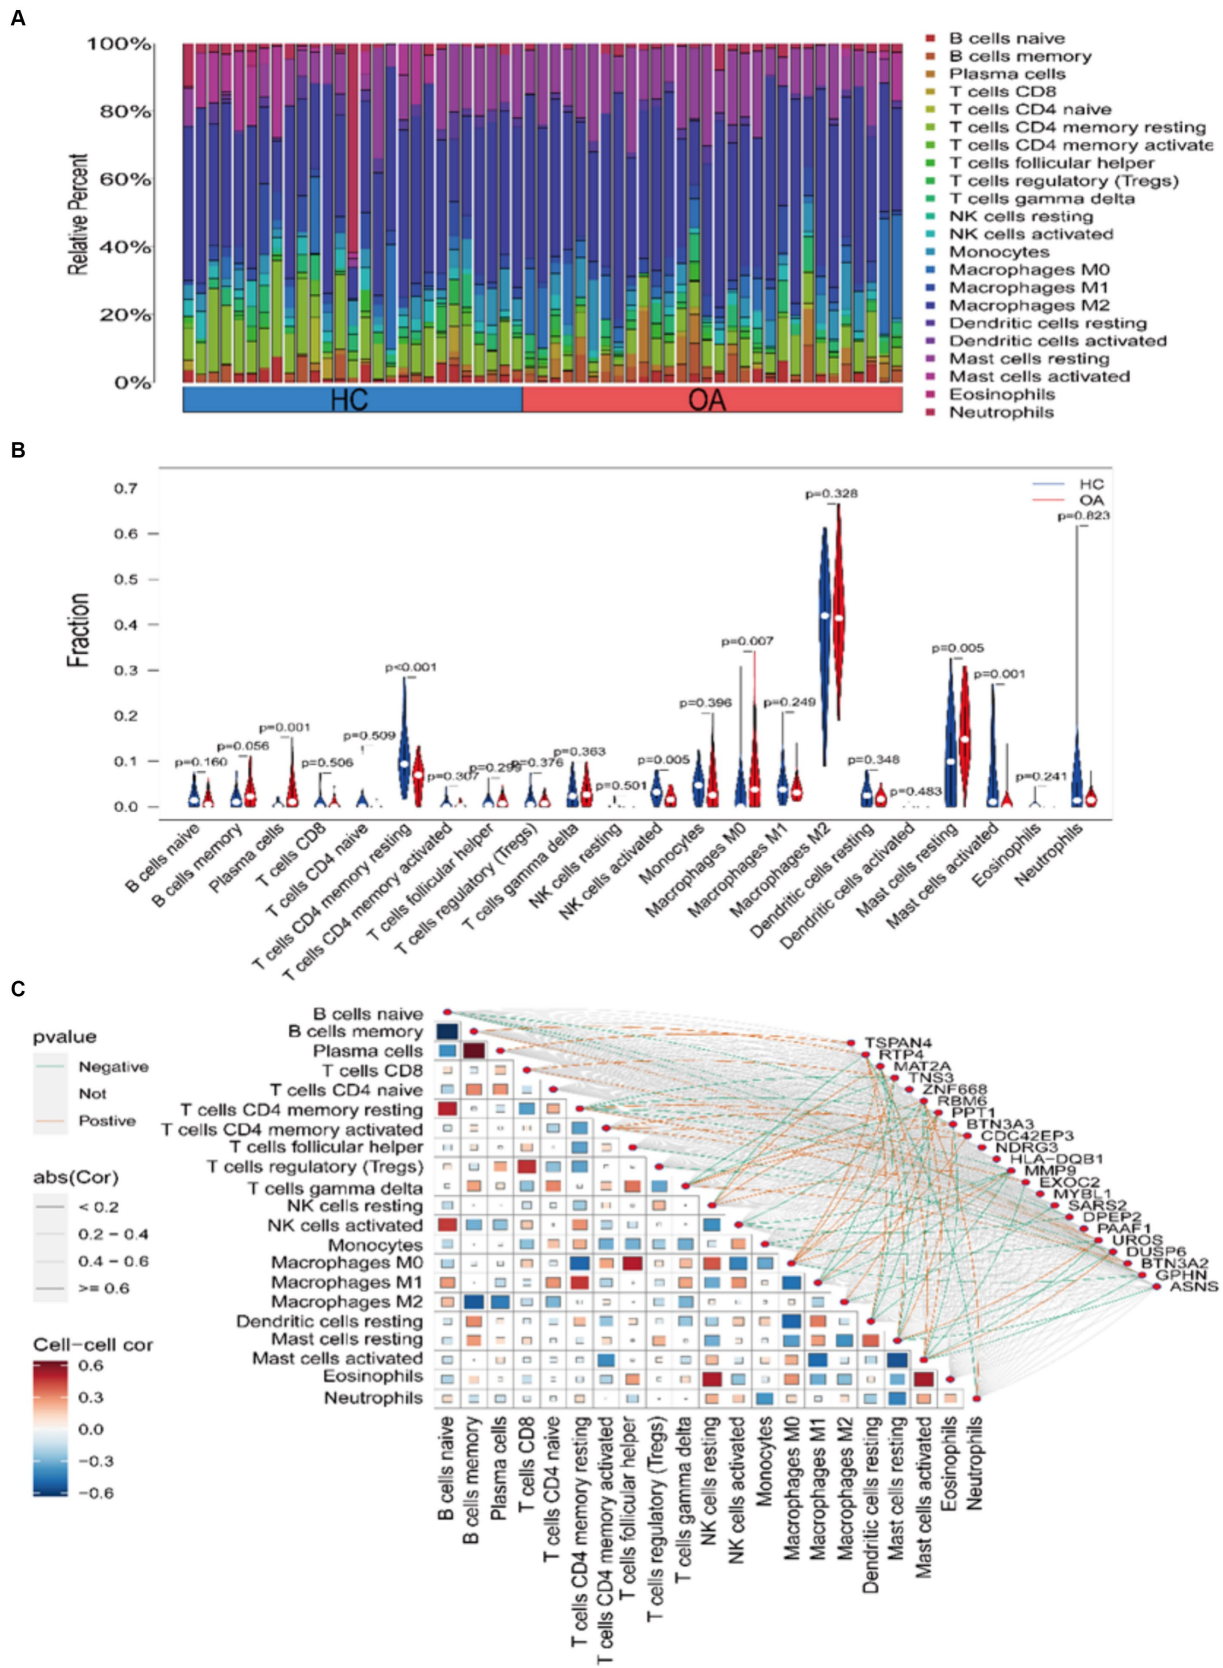 A
100%
80%
60%
40%
20%
0%
Relative Percent
HC
OA
B cells naive
B cells memory
Plasma cells
T cells CD8
T cells CD4 naive
T cells CD4 memory resting
T cells CD4 memory activate
T cells follicular helper
T cells regulatory (Tregs)
T cells gamma delta
NK cells resting
NK cells activated
Monocytes
Macrophages M0
Macrophages M1
Macrophages M2
Dendritic cells resting
Dendritic cells activated
Mast cells resting
Mast cells activated
Eosinophils
Neutrophils
B
Fraction
0.7
0.6
0.5
0.4
0.3
0.2
0.1
0.0
HC
OA
p=0.160
p=0.056
p=0.001
p=0.506
p=0.509
p<0.001
p=0.307
p=0.299
p=0.376
p=0.363
p=0.501
p=0.005
p=0.396
p=0.007
p=0.249
p=0.328
p=0.348
p=0.483
p=0.005
p=0.001
p=0.241
p=0.823
B cells naive
B cells memory
Plasma cells
T cells CD8
T cells CD4 naive
T cells CD4 memory resting
T cells CD4 memory activated
T cells follicular helper
T cells regulatory (Tregs)
T cells gamma delta
NK cells resting
NK cells activated
Monocytes
Macrophages M0
Macrophages M1
Macrophages M2
Dendritic cells resting
Dendritic cells activated
Mast cells resting
Mast cells activated
Eosinophils
Neutrophils
C
pvalue
Negative
Not
Postive
abs(Cor)
< 0.2
0.2 – 0.4
0.4 – 0.6
>= 0.6
Cell–cell cor
0.6
0.3
0.0
−0.3
−0.6
B cells naive
B cells memory
Plasma cells
T cells CD8
T cells CD4 naive
T cells CD4 memory resting
T cells CD4 memory activated
T cells follicular helper
T cells regulatory (Tregs)
T cells gamma delta
NK cells resting
NK cells activated
Monocytes
Macrophages M0
Macrophages M1
Macrophages M2
Dendritic cells resting
Mast cells resting
Mast cells activated
Eosinophils
Neutrophils
TSPAN4
RTP4
MAT2A
TNS3
ZNF668
RBM6
PPT1
BTN3A3
CDC42EP3
NDRG3
HLA−DQB1
MMP9
EXOC2
MYBL1
SARS2
DPEP2
PAAF1
UROS
DUSP6
BTN3A2
GPHN
ASNS
B cells naive
B cells memory
Plasma cells
T cells CD8
T cells CD4 naive
T cells CD4 memory resting
T cells CD4 memory activated
T cells follicular helper
T cells regulatory (Tregs)
T cells gamma delta
NK cells resting
NK cells activated
Monocytes
Macrophages M0
Macrophages M1
Macrophages M2
Dendritic cells resting
Mast cells resting
Mast cells activated
Eosinophils
Neutrophils